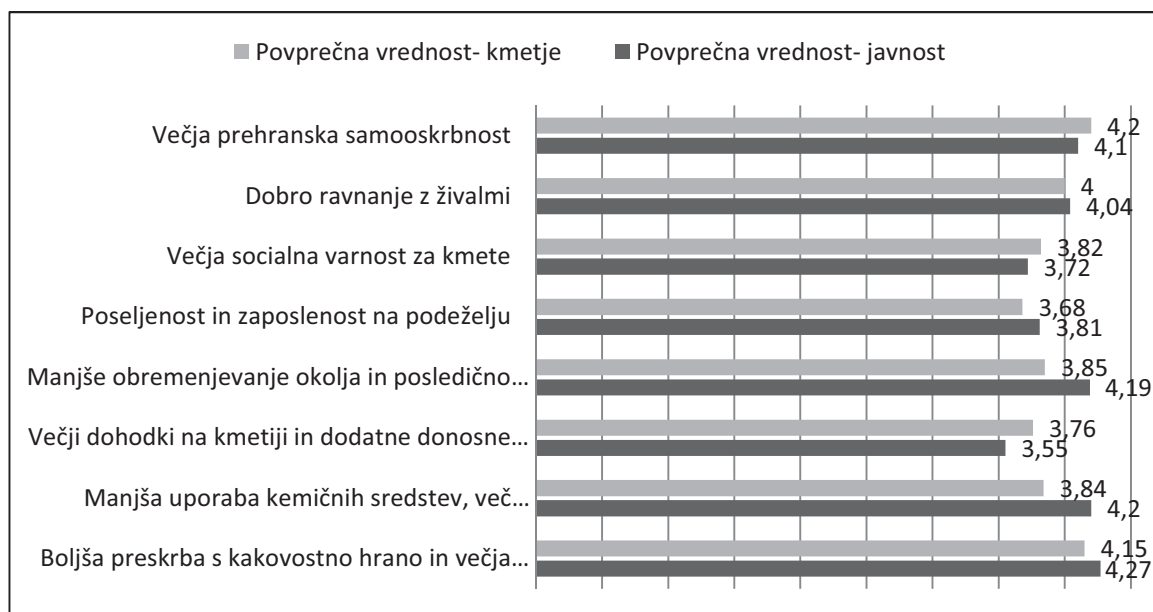 Povprečna vrednost- kmetje Povprečna vrednost- javnost
Večja prehranska samooskrbnost
4,2
4,1
Dobro ravnanje z živalmi
4
4,04
Večja socialna varnost za kmete
3,82
3,72
Poseljenost in zaposlenost na podeželju
3,68
3,81
Manjše obremenjevanje okolja in posledično...
3,85
4,19
Večji dohodki na kmetiji in dodatne donosne...
3,76
3,55
Manjša uporaba kemičnih sredstev, več...
3,84
4,2
Boljša preskrba s kakovostno hrano in večja...
4,15
4,27